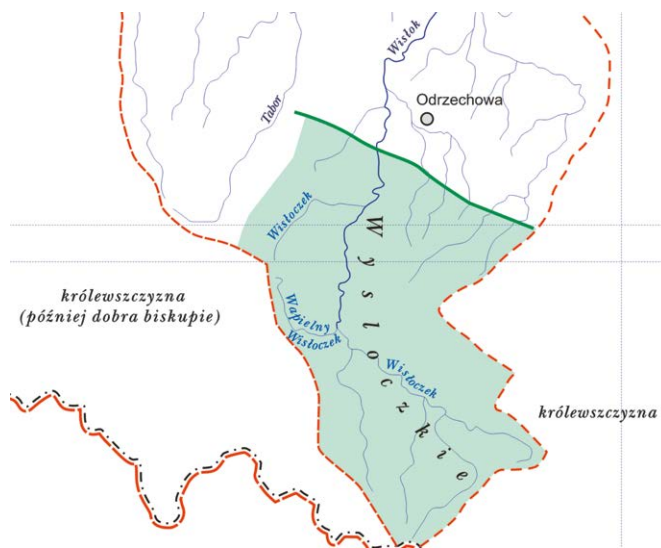 Wisłok
Odrzechowa
Tabor
Wisłoczek
Wysłoczkie
królewszczyzna
(później dobra biskupie)
Wapielny
Wisłoczek
Wisłoczek
królewszczyzna